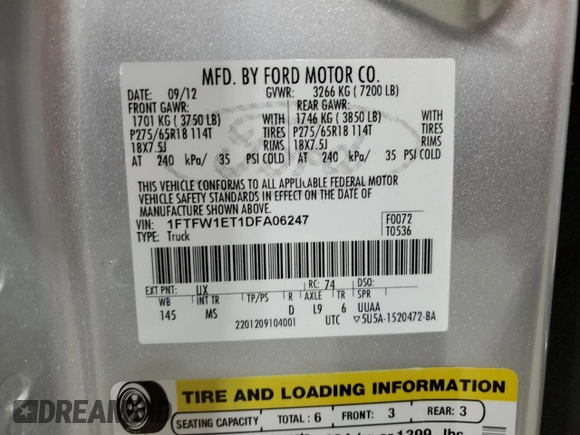 MFD. BY FORD MOTOR CO.
DATE: 09/12 GVWR: 3266 KG ( 7200 LB)
FRONT GAWR: REAR GAWR:
1701 KG ( 3750 LB) WITH 1746 KG ( 3850 LB) WITH
P275/65R18 114T TIRES P275/65R18 114T TIRES
18X7.5J RIMS 18X7.5J RIMS
AT 240 kPa/ 35 PSI COLD AT 240 kPa/ 35 PSI COLD
THIS VEHICLE CONFORMS TO ALL APPLICABLE FEDERAL MOTOR
VEHICLE SAFETY STANDARDS IN EFFECT ON THE DATE OF
MANUFACTURE SHOWN ABOVE.
VIN: 1FTFW1ET1DFA06247 F0072
TYPE: Truck T0536
EXT PNT: UX RC: 74 DSO:
WB INT TR TP/PS R AXLE TR SPR
145 MS D L9 6 UUAA
2201209104001 UTC 5U5A-1520472-BA
Ford
TIRE AND LOADING INFORMATION
SEATING CAPACITY TOTAL : 6 FRONT: 3 REAR: 3
DREAM